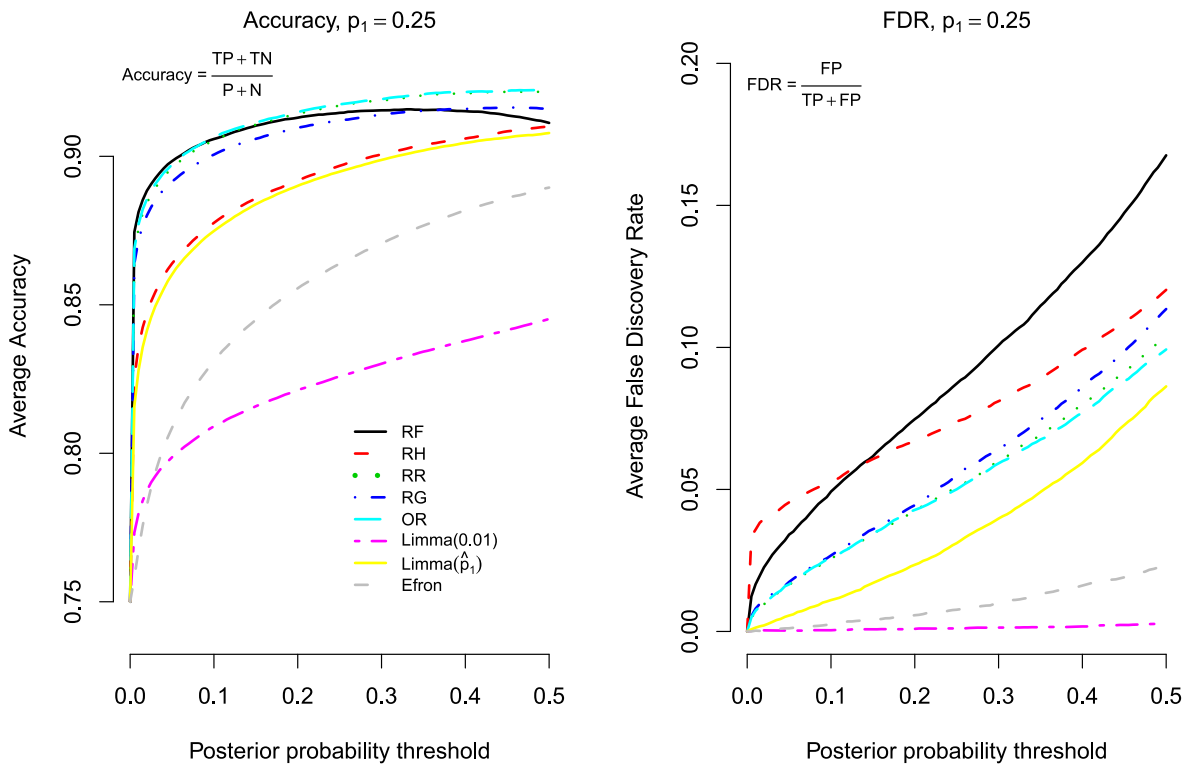 Accuracy, p₁ = 0.25
Accuracy = TP + TN / P + N
Average Accuracy
0.90
0.85
0.80
0.75
RF
RH
RR
RG
OR
Limma(0.01)
Limma(p̂₁)
Efron
0.0 0.1 0.2 0.3 0.4 0.5
Posterior probability threshold
FDR, p₁ = 0.25
FDR = FP / TP + FP
Average False Discovery Rate
0.20
0.15
0.10
0.05
0.00
0.0 0.1 0.2 0.3 0.4 0.5
Posterior probability threshold